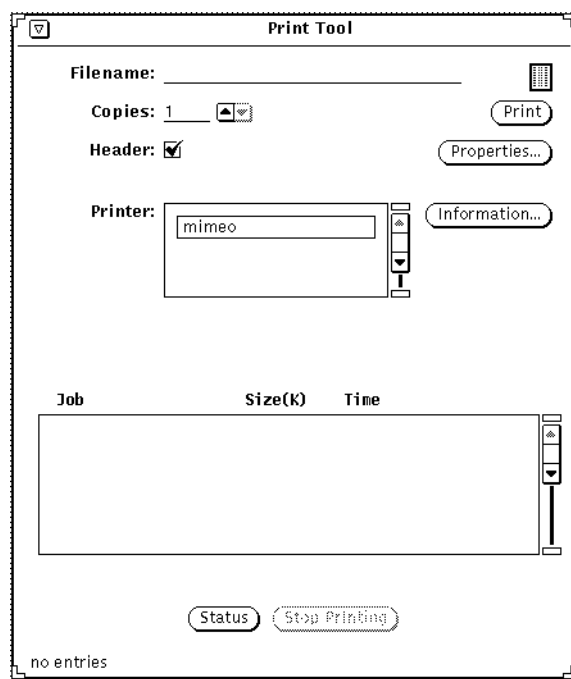 Print Tool
Filename:
Copies: 1
Print
Header:
Properties...
Printer:
mimeo
Information...
Job Size(K) Time
Status Stop Printing
no entries